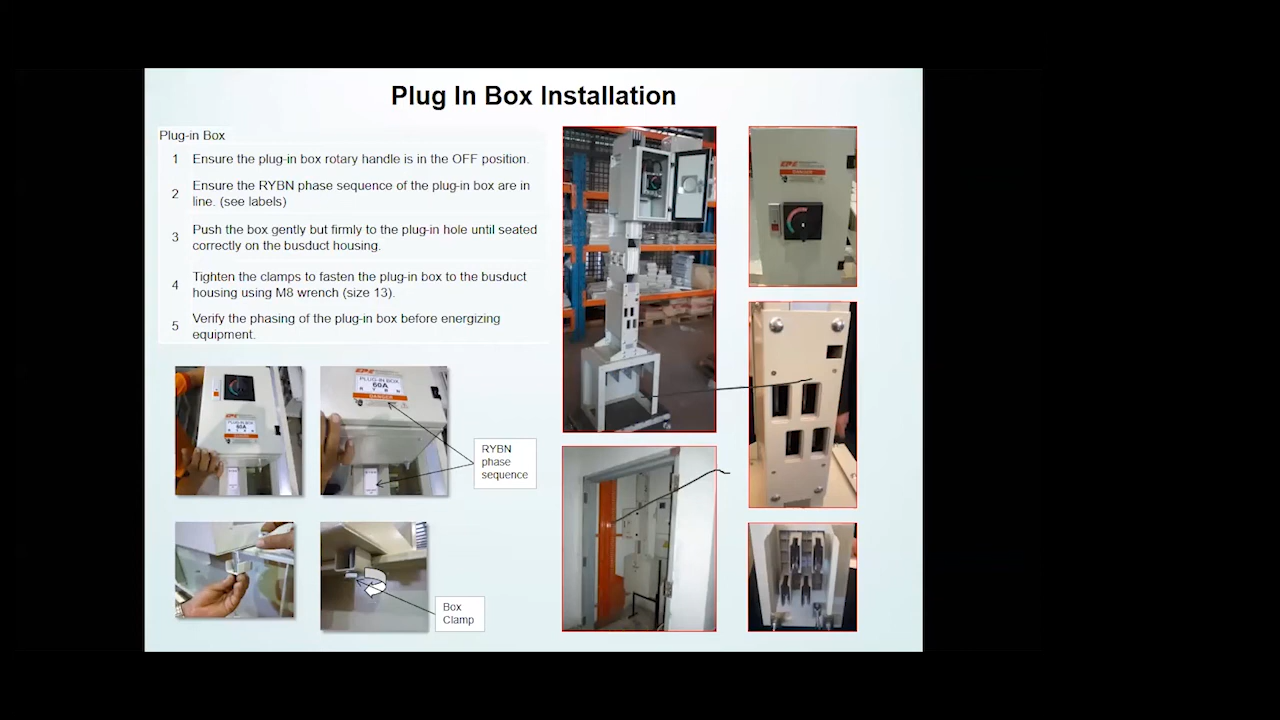 Plug In Box Installation
Plug-in Box
1 Ensure the plug-in box rotary handle is in the OFF position.
2 Ensure the RYBN phase sequence of the plug-in box are in
line. (see labels)
3 Push the box gently but firmly to the plug-in hole until seated
correctly on the busduct housing.
4 Tighten the clamps to fasten the plug-in box to the busduct
housing using M8 wrench (size 13).
5 Verify the phasing of the plug-in box before energizing
equipment.
PLUG-IN BOX
60A
R Y B N
DANGER
PLUG-IN BOX
60A
RYBN
phase
sequence
Box
Clamp
DANGER